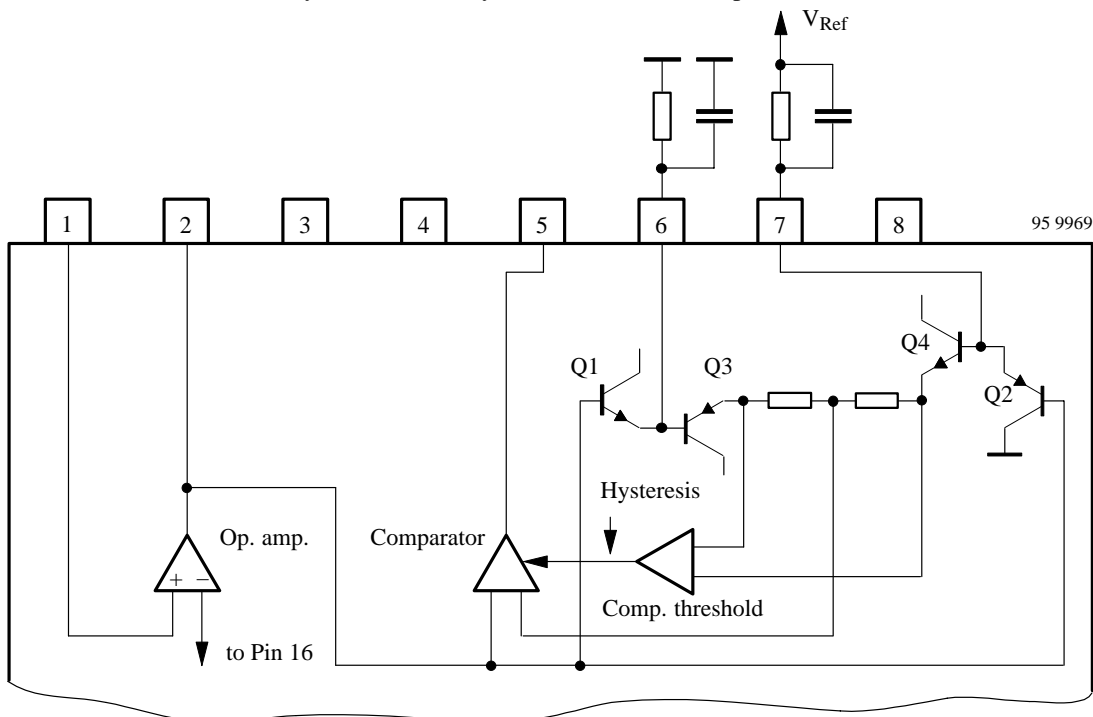 V_Ref
1 2 3 4 5 6 7 8
95 9969
Q4
Q1
Q3
Q2
Hysteresis
Op. amp.
Comparator
+ −
Comp. threshold
to Pin 16